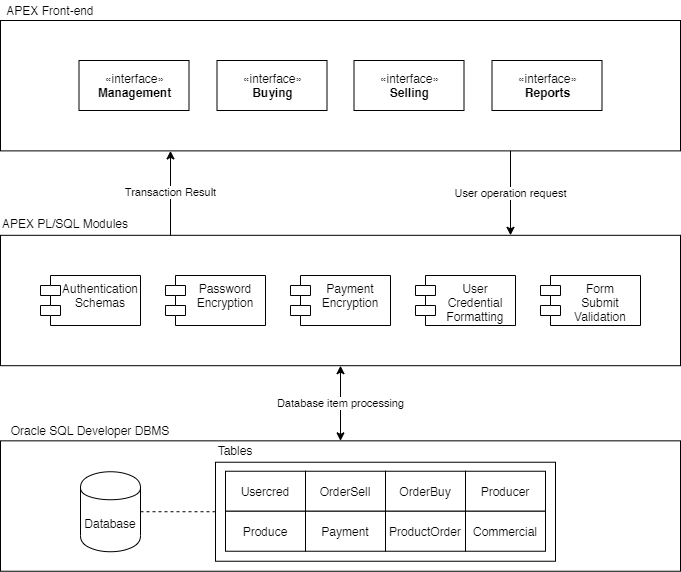 APEX Front-end
«interface»
Management
«interface»
Buying
«interface»
Selling
«interface»
Reports
Transaction Result
User operation request
APEX PL/SQL Modules
Authentication
Schemas
Password
Encryption
Payment
Encryption
User
Credential
Formatting
Form
Submit
Validation
Database item processing
Oracle SQL Developer DBMS
Tables
Database
Usercred
OrderSell
OrderBuy
Producer
Produce
Payment
ProductOrder
Commercial